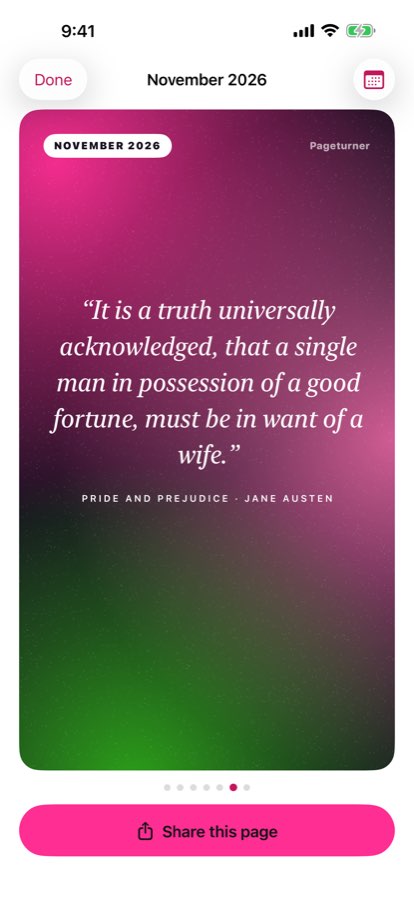 9:41
Done
November 2026
NOVEMBER 2026
Pageturner
“It is a truth universally
acknowledged, that a single
man in possession of a good
fortune, must be in want of a
wife.”
PRIDE AND PREJUDICE · JANE AUSTEN
Share this page